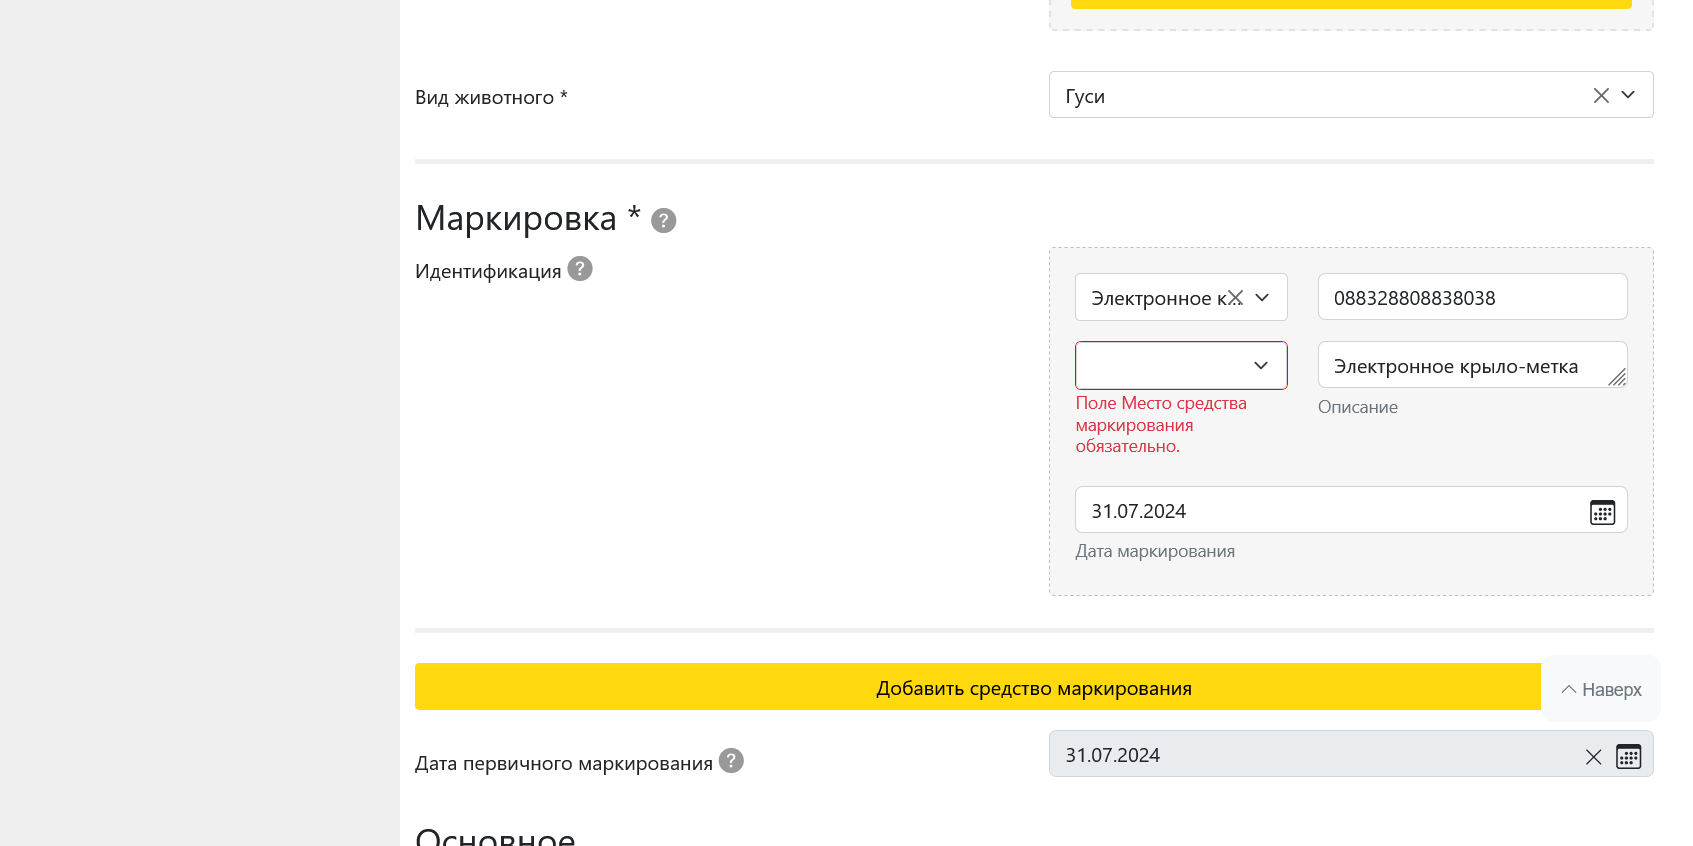 Вид животного *
Гуси
Маркировка *
Идентификация
Электронное к...
088328808838038
Электронное крыло-метка
Поле Место средства
маркирования
обязательно.
Описание
31.07.2024
Дата маркирования
Добавить средство маркирования
Наверх
Дата первичного маркирования
31.07.2024
Основное